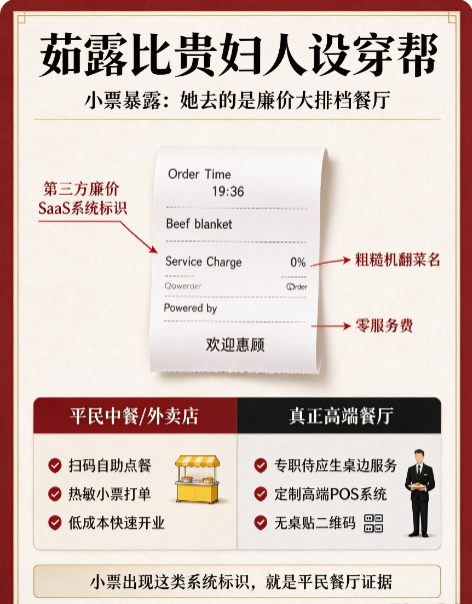 茹露比贵妇人设穿帮
小票暴露：她去的是廉价大排档餐厅
第三方廉价
SaaS系统标识
Order Time
19:36
Beef blanket
Service Charge 0%
Qowerder Order
Powered by
欢迎惠顾
粗糙机翻菜名
零服务费
平民中餐/外卖店
扫码自助点餐
热敏小票打单
低成本快速开业
真正高端餐厅
专职侍应生桌边服务
定制高端POS系统
无桌贴二维码
小票出现这类系统标识，就是平民餐厅证据